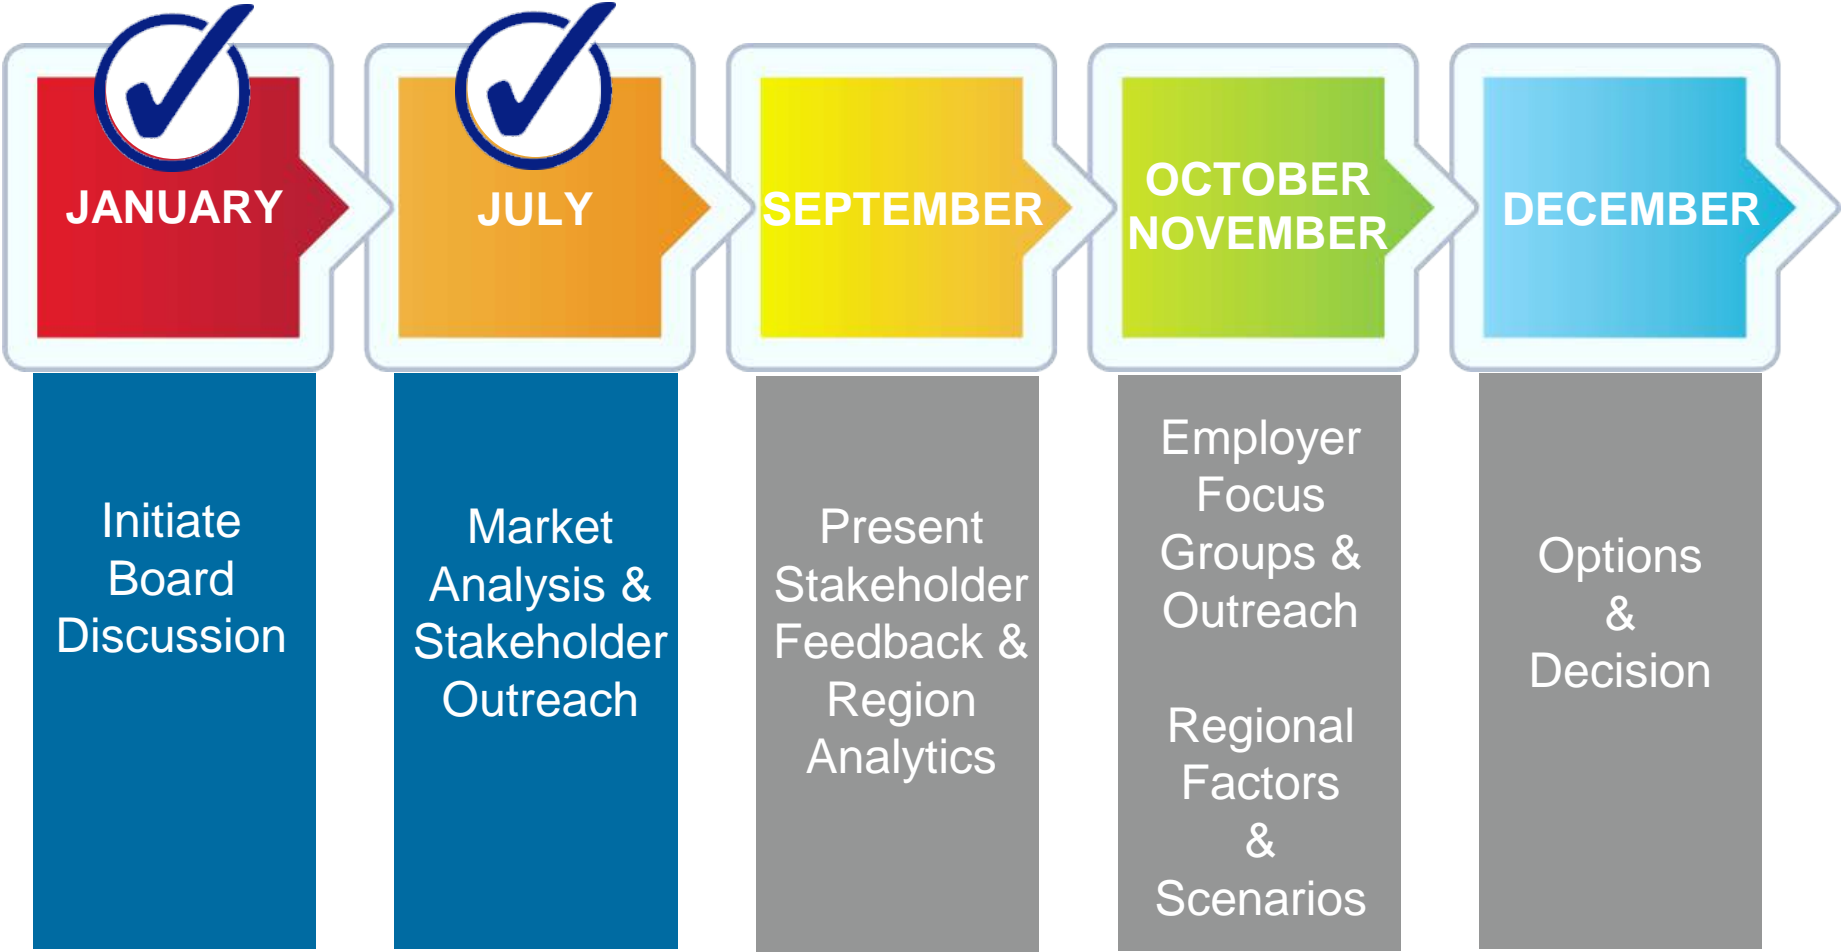 JANUARY
JULY
SEPTEMBER
OCTOBER
NOVEMBER
DECEMBER
Initiate
Board
Discussion
Market
Analysis &
Stakeholder
Outreach
Present
Stakeholder
Feedback &
Region
Analytics
Employer
Focus
Groups &
Outreach
Regional
Factors
&
Scenarios
Options
&
Decision